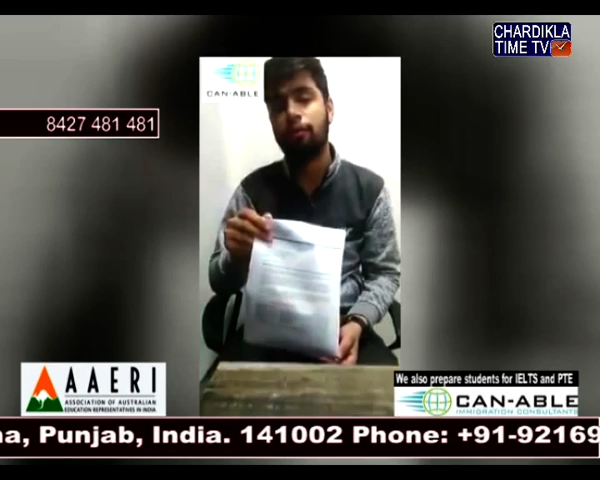 CHARDIKLA
TIME TV
CAN-ABLE
8427 481 481
AAERI
ASSOCIATION OF AUSTRALIAN
EDUCATION REPRESENTATIVES IN INDIA
We also prepare students for IELTS and PTE
CAN-ABLE
IMMIGRATION CONSULTANTS
na, Punjab, India. 141002 Phone: +91-92169